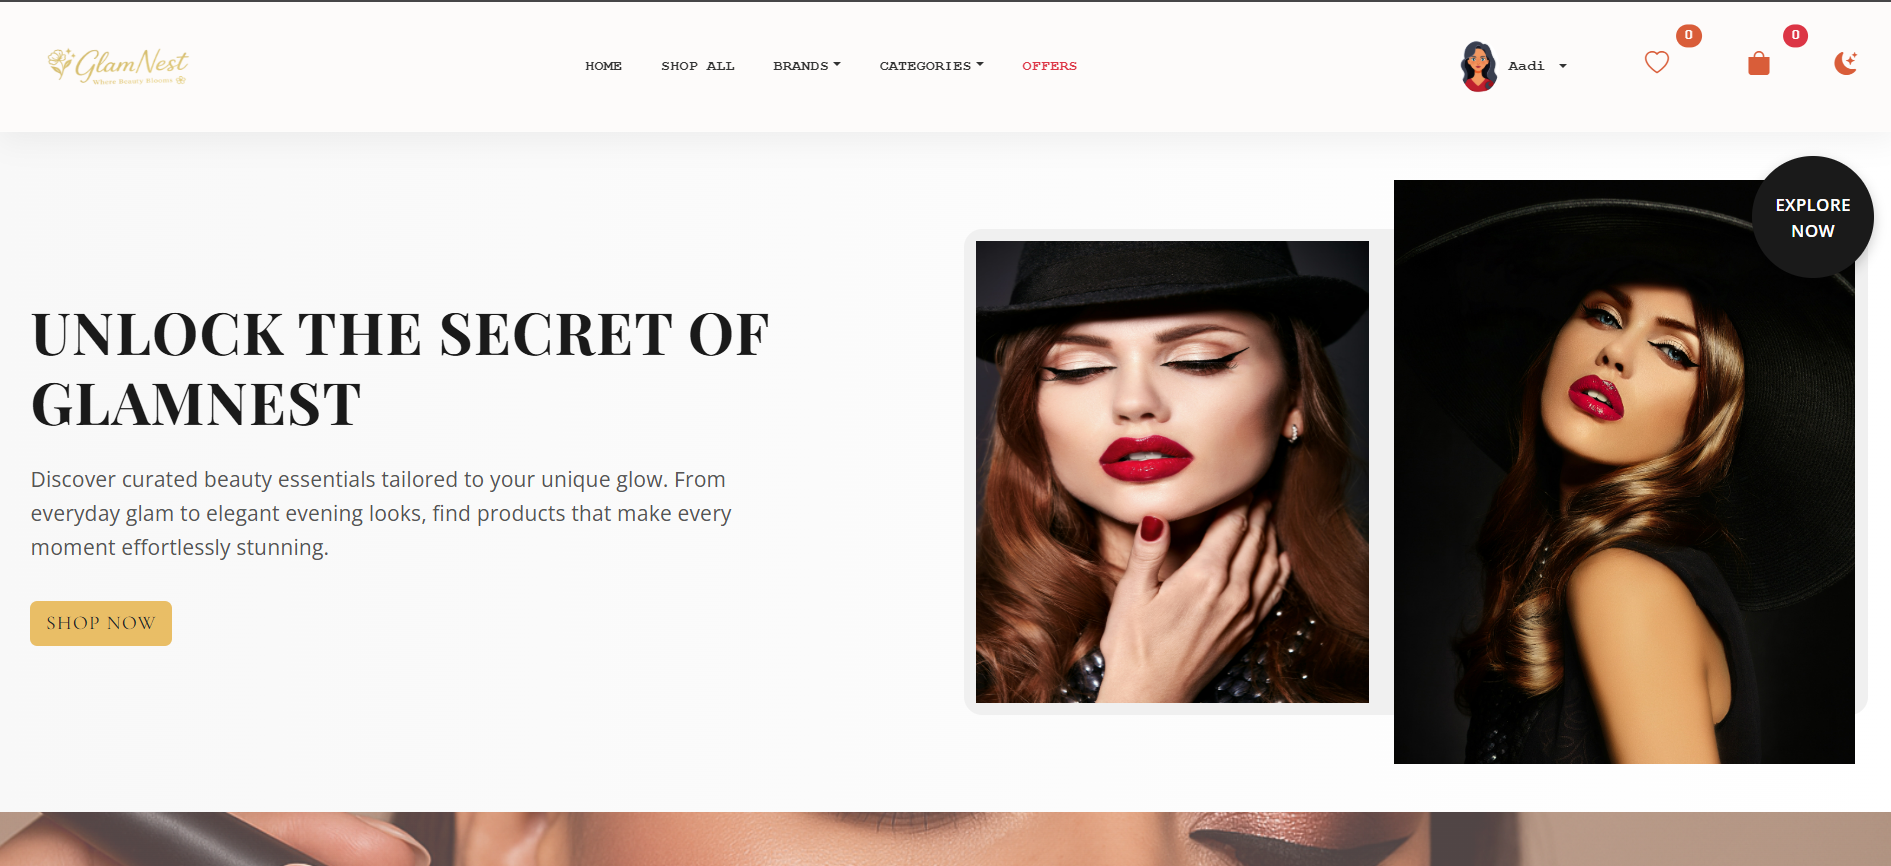 GlamNest
Where Beauty Blooms
HOME
SHOP ALL
BRANDS
CATEGORIES
OFFERS
Aadi
0
0
EXPLORE
NOW
UNLOCK THE SECRET OF
GLAMNEST
Discover curated beauty essentials tailored to your unique glow. From
everyday glam to elegant evening looks, find products that make every
moment effortlessly stunning.
SHOP NOW